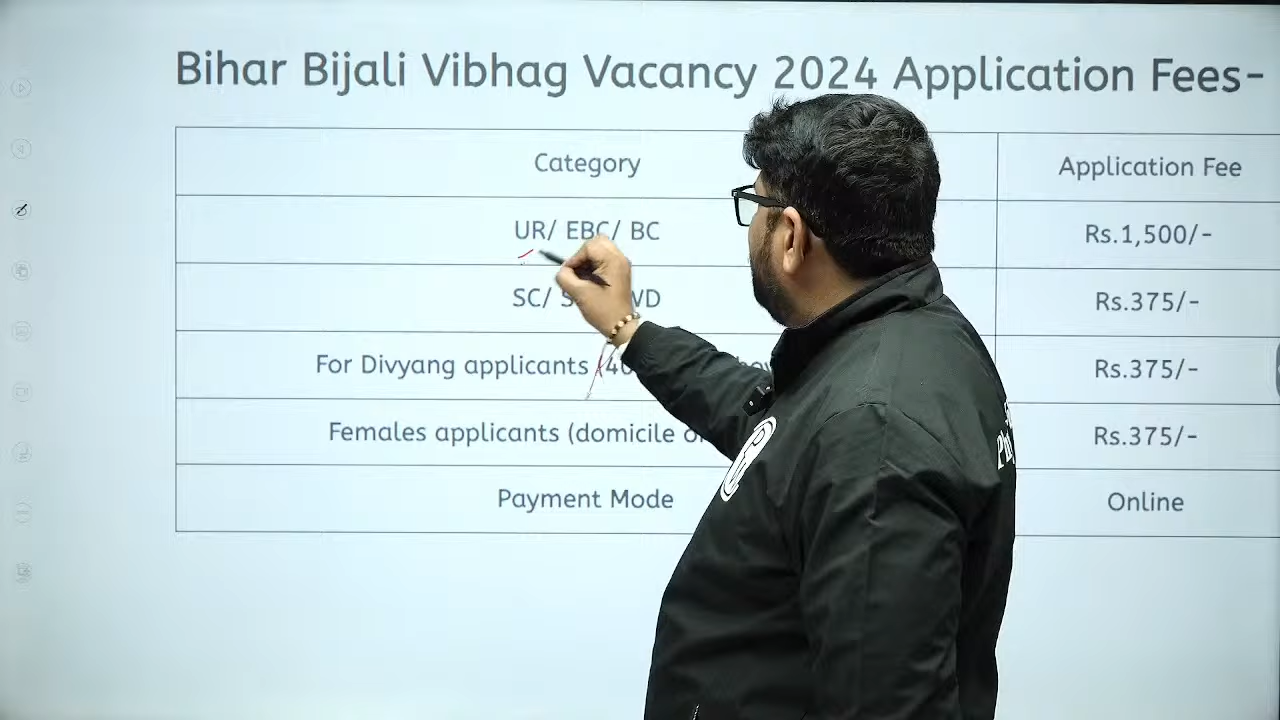 Bihar Bijali Vibhag Vacancy 2024 Application Fees-
Category Application Fee
UR/ EBC/ BC Rs.1,500/-
SC/ Rs.375/-
For Divyang applicants Rs.375/-
Females applicants (domicile Rs.375/-
Payment Mode Online